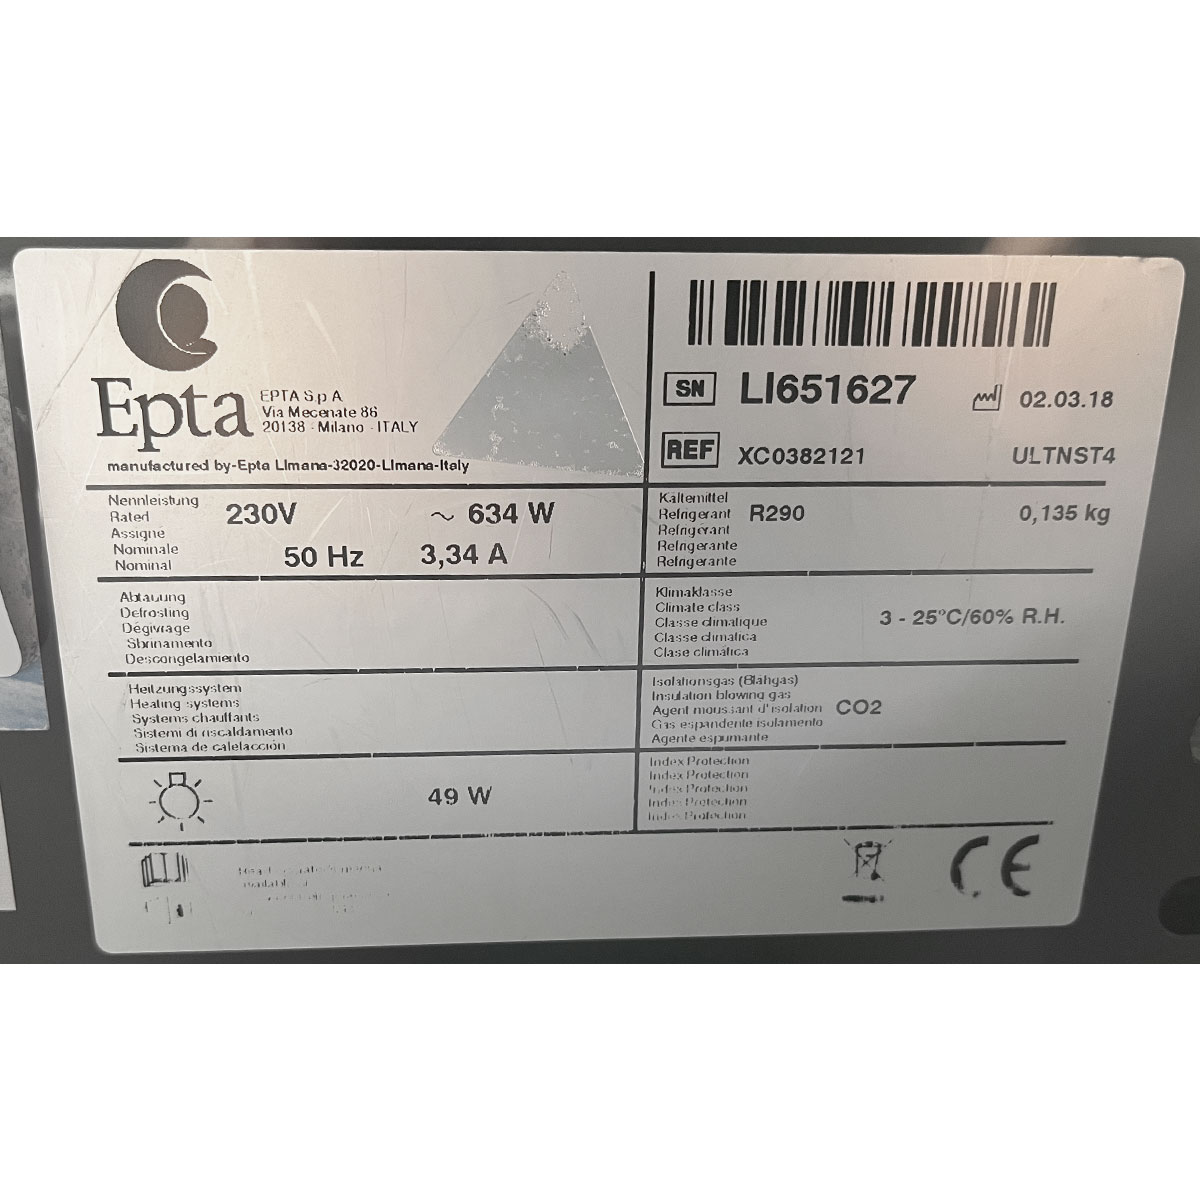 Epta
EPTA S.p.A
Via Mecenate 86
20138 - Milano - ITALY
manufactured by-Epta LImana-32020-LImana-Italy
SN LI651627 02.03.18
REF XC0382121 ULTNST4
Nennleistung
Rated
Assigne
Nominale
Nominal
230V ~ 634 W
50 Hz 3,34 A
Kaltemittel
Refrigerant
Refrigérant
Refrigerante
Refrigerante
R290 0,135 kg
Abtauung
Defrosting
Dégivrage
Sbrinamento
Descongelamiento
Klimaklasse
Climate class
Classe climatique
Classe climatica
Clase climática
3 - 25°C/60% R.H.
Heitzungssystem
Heating systems
Systems chauffants
Sistemi di riscaldamento
Sistema de calefacción
Isolationsgas (Blähgas)
Insulation blowing gas
Agent moussant d'isolation
Gas espandente isolamento
Agente espumante
CO2
49 W
Index Protection
Index Protection
Index Protection
Index Protection
Index Protection
CE